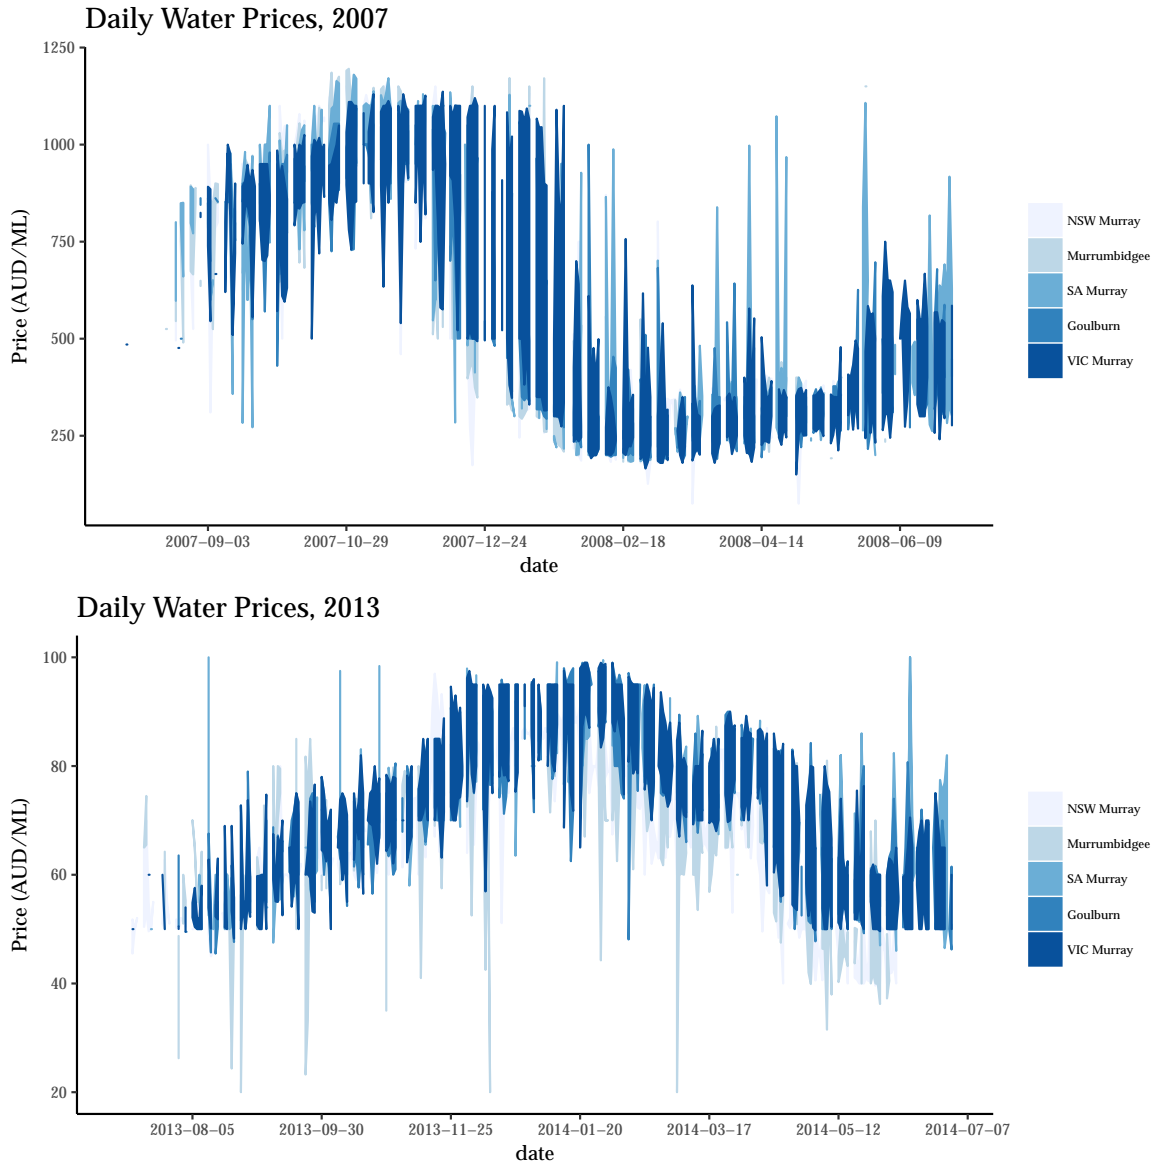 Daily Water Prices, 2007
1250
1000
750
500
250
Price (AUD/ML)
2007−09−03 2007−10−29 2007−12−24 2008−02−18 2008−04−14 2008−06−09
date
NSW Murray
Murrumbidgee
SA Murray
Goulburn
VIC Murray
Daily Water Prices, 2013
100
80
60
40
20
Price (AUD/ML)
2013−08−05 2013−09−30 2013−11−25 2014−01−20 2014−03−17 2014−05−12 2014−07−07
date
NSW Murray
Murrumbidgee
SA Murray
Goulburn
VIC Murray